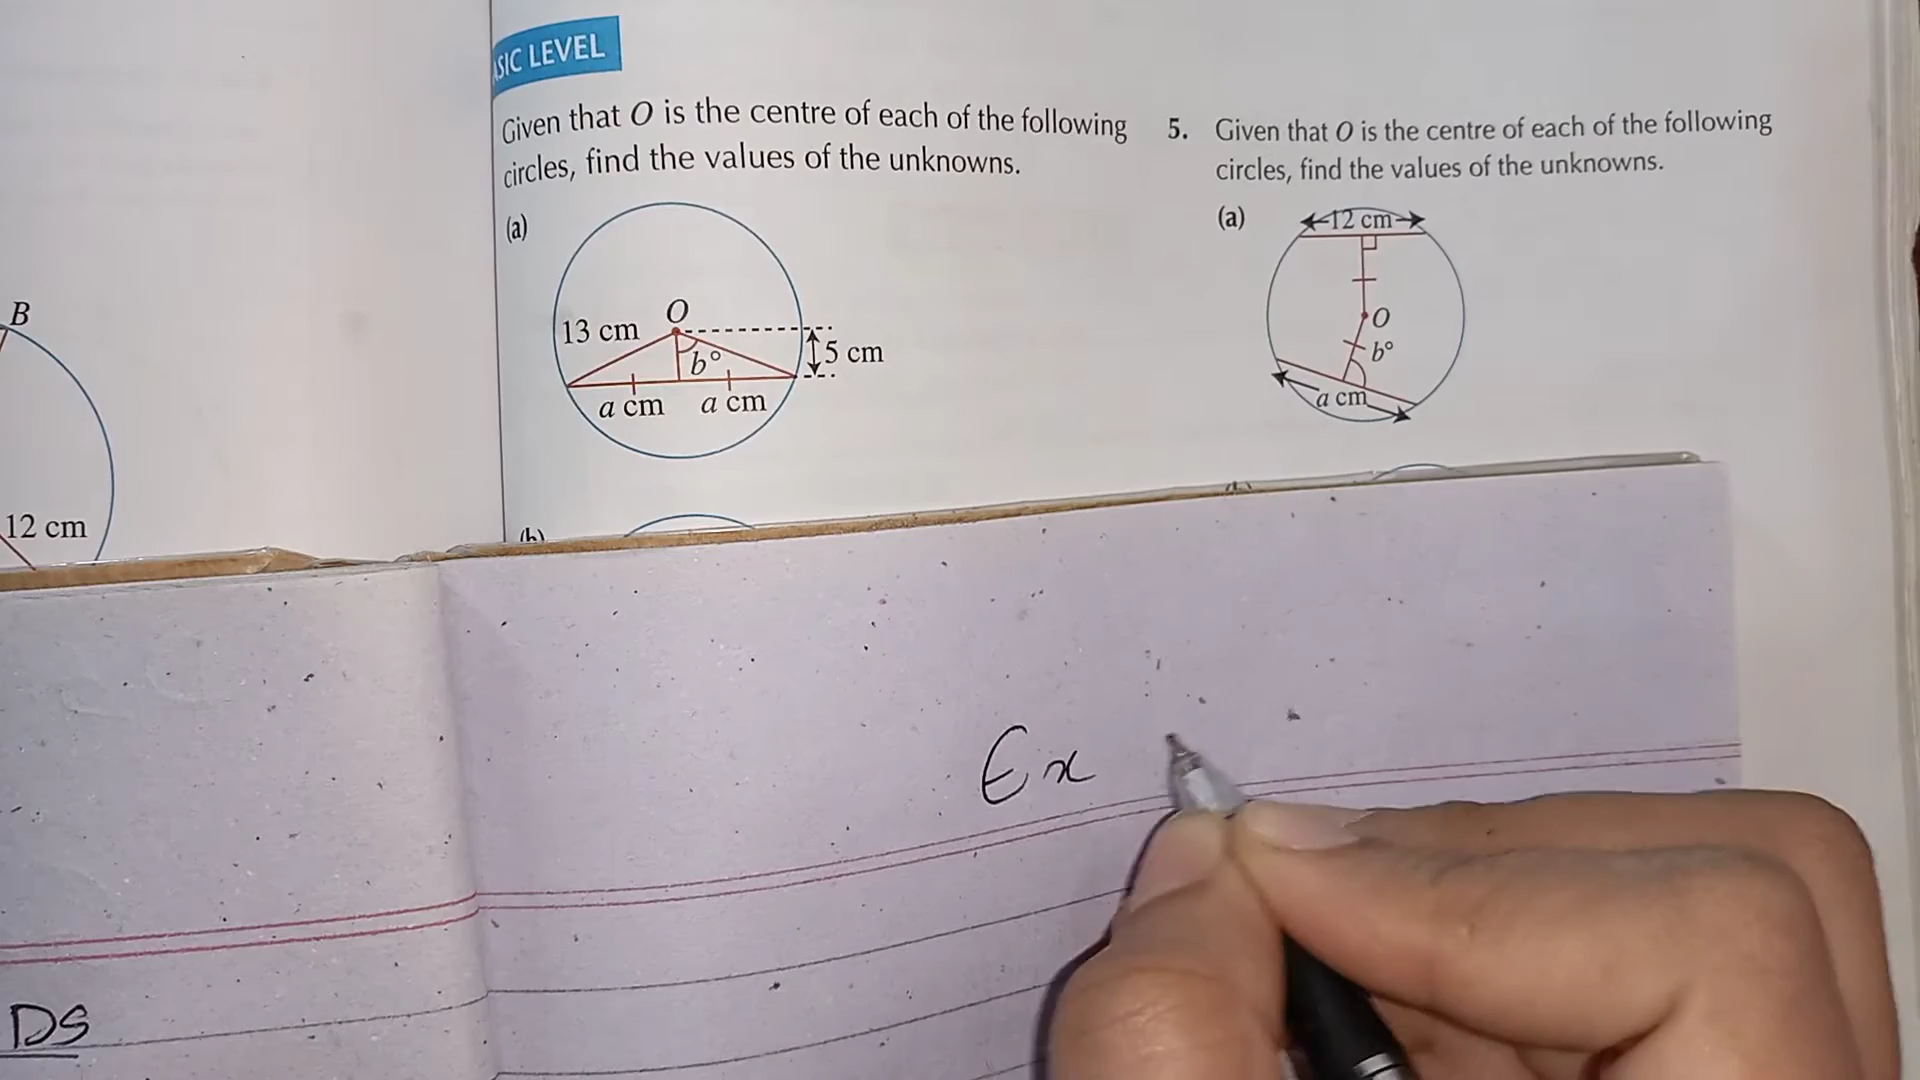 B
12 cm
DS
SIC LEVEL
Given that O is the centre of each of the following
circles, find the values of the unknowns.
(a)
O
13 cm
b°
5 cm
a cm a cm
(b)
5. Given that O is the centre of each of the following
circles, find the values of the unknowns.
(a)
12 cm
O
b°
a cm
Ex